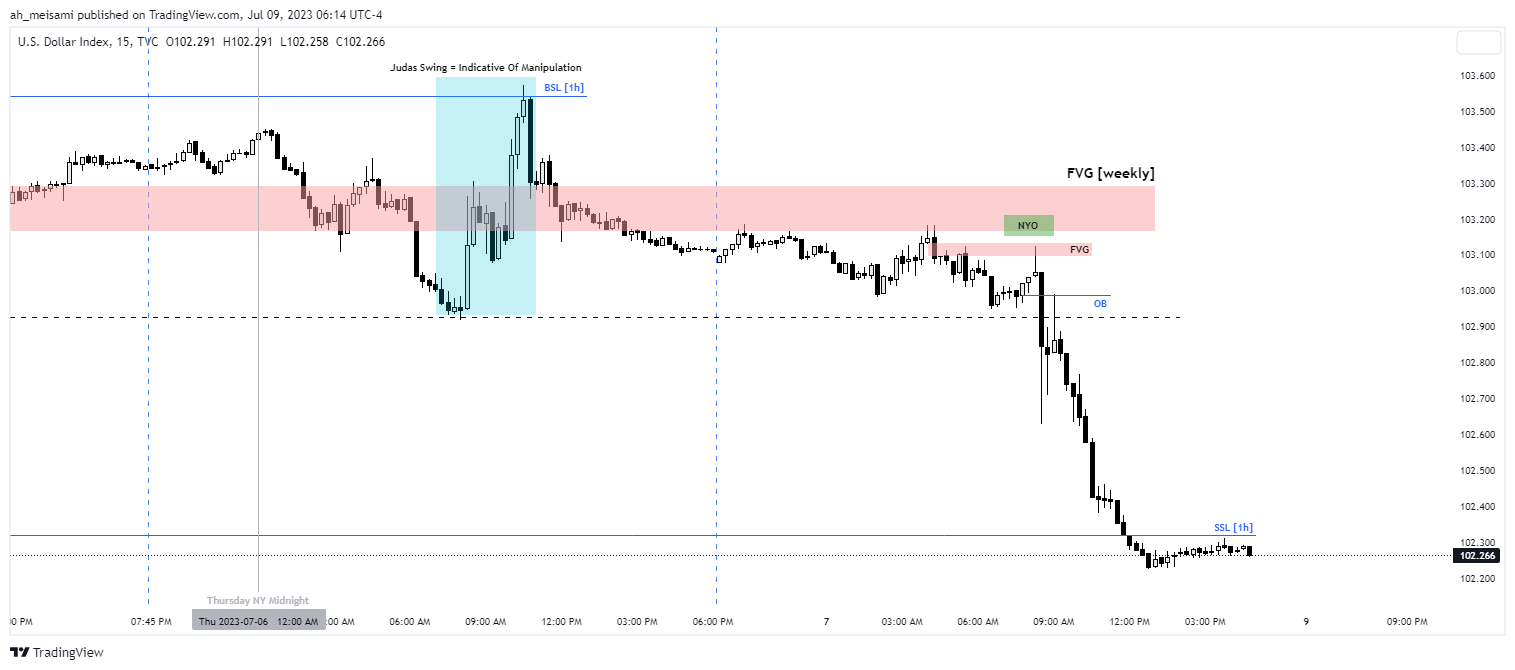 ah_meisami published on TradingView.com, Jul 09, 2023 06:14 UTC-4
U.S. Dollar Index, 15, TVC O102.291 H102.291 L102.258 C102.266
Judas Swing = Indicative Of Manipulation
BSL [1h]
FVG [weekly]
NYO
FVG
OB
SSL [1h]
103.600
103.500
103.400
103.300
103.200
103.100
103.000
102.900
102.800
102.700
102.600
102.500
102.400
102.300
102.266
102.200
Thursday NY Midnight
0 PM 07:45 PM Thu 2023-07-06 12:00 AM :00 AM 06:00 AM 09:00 AM 12:00 PM 03:00 PM 06:00 PM 7 03:00 AM 06:00 AM 09:00 AM 12:00 PM 03:00 PM 9 09:00 PM
TradingView